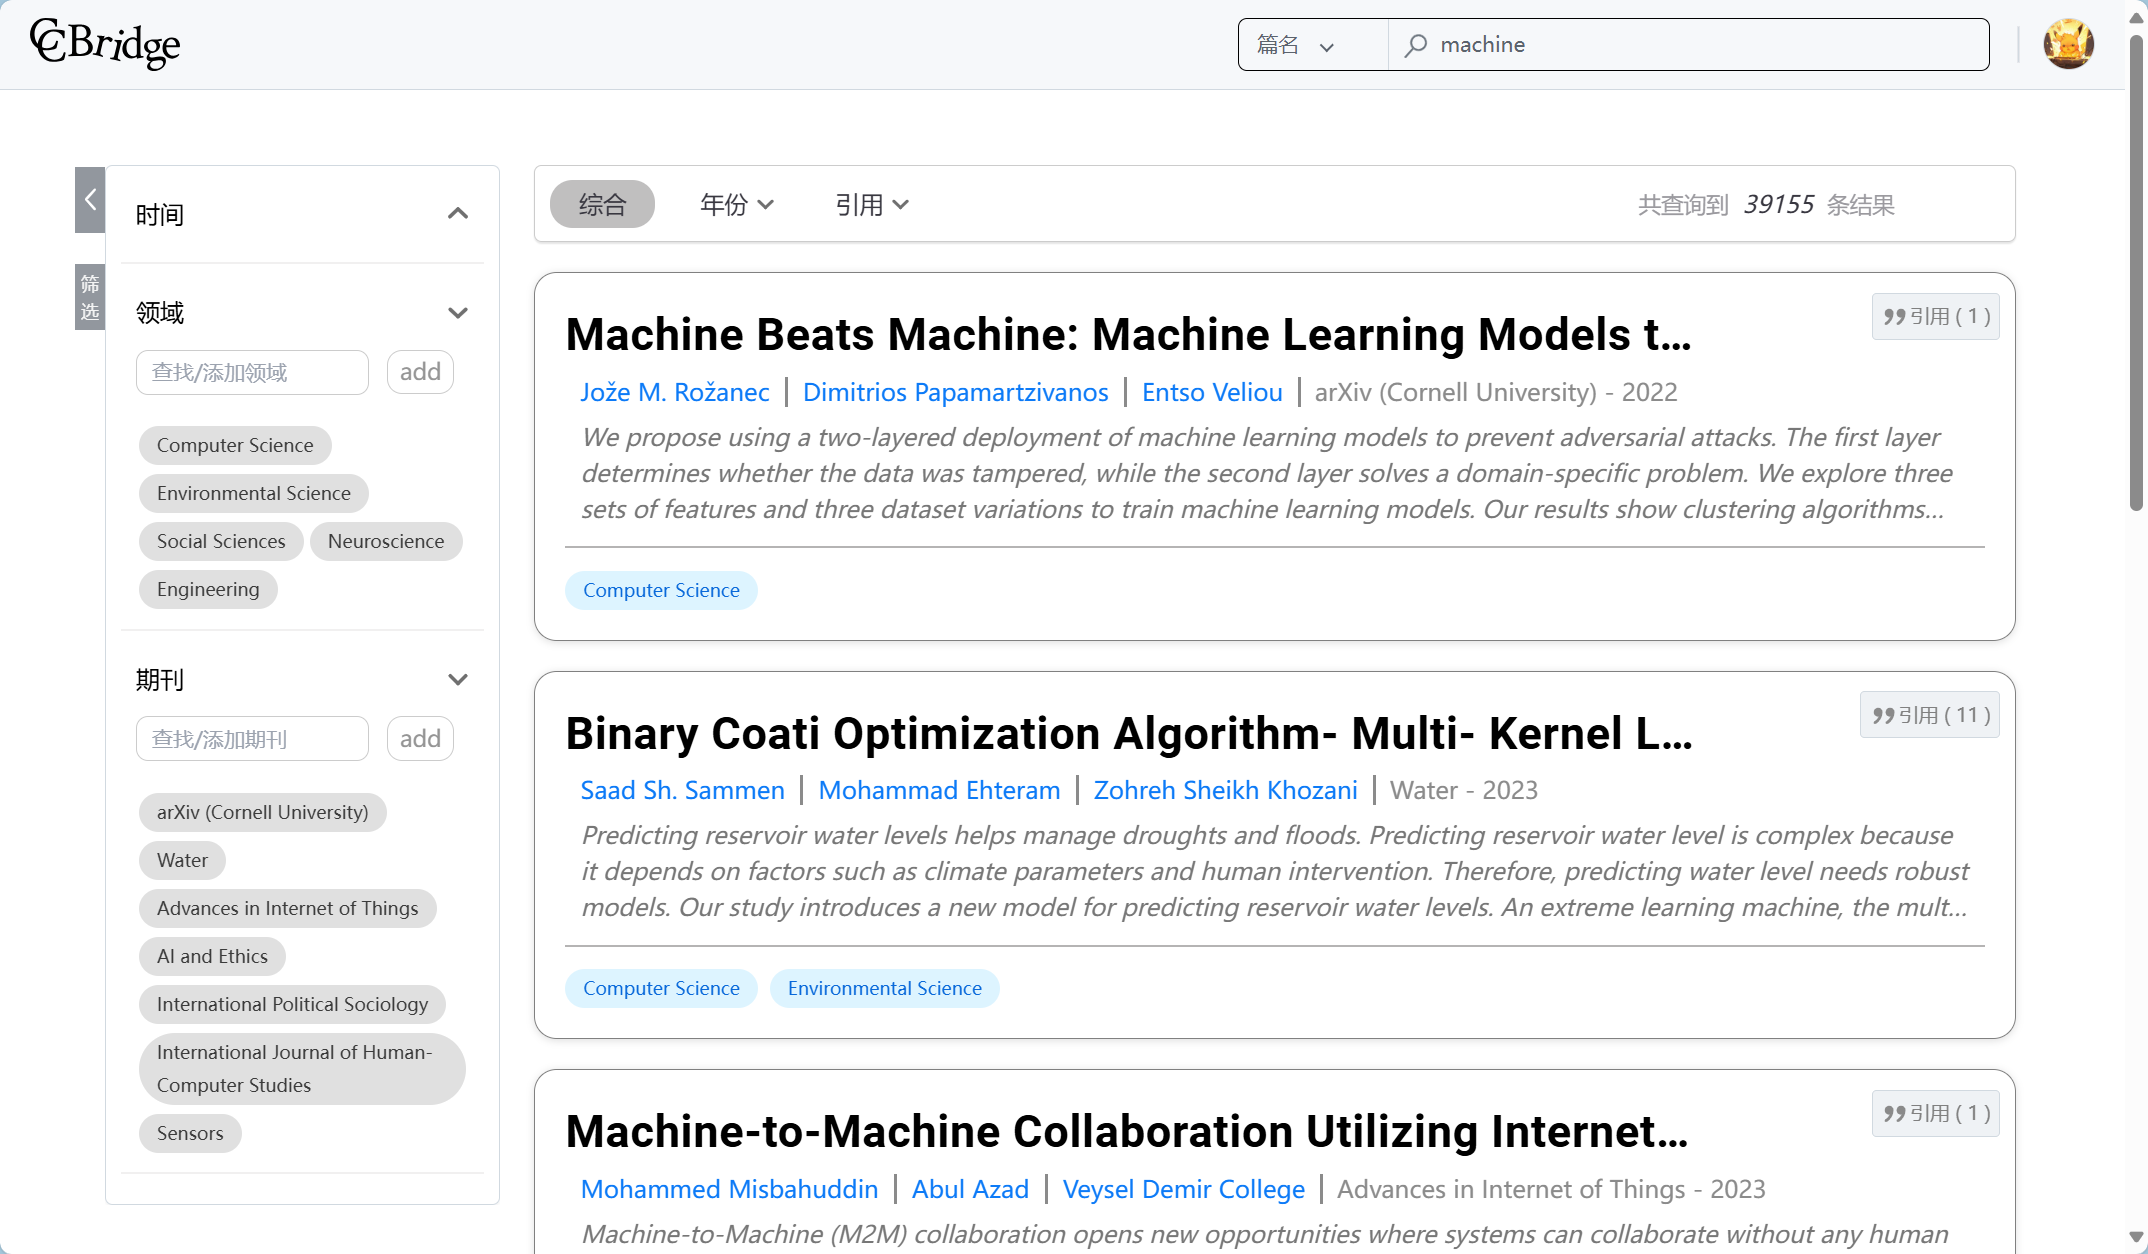 CCBridge
篇名
machine
时间
筛选
领域
查找/添加领域
add
Computer Science
Environmental Science
Social Sciences
Neuroscience
Engineering
期刊
查找/添加期刊
add
arXiv (Cornell University)
Water
Advances in Internet of Things
AI and Ethics
International Political Sociology
International Journal of Human-
Computer Studies
Sensors
综合 年份 引用 共查询到 39155 条结果
Machine Beats Machine: Machine Learning Models t...
引用 ( 1 )
Jože M. Rožanec | Dimitrios Papamartzivanos | Entso Veliou | arXiv (Cornell University) - 2022
We propose using a two-layered deployment of machine learning models to prevent adversarial attacks. The first layer
determines whether the data was tampered, while the second layer solves a domain-specific problem. We explore three
sets of features and three dataset variations to train machine learning models. Our results show clustering algorithms...
Computer Science
Binary Coati Optimization Algorithm- Multi- Kernel L...
引用 ( 11 )
Saad Sh. Sammen | Mohammad Ehteram | Zohreh Sheikh Khozani | Water - 2023
Predicting reservoir water levels helps manage droughts and floods. Predicting reservoir water level is complex because
it depends on factors such as climate parameters and human intervention. Therefore, predicting water level needs robust
models. Our study introduces a new model for predicting reservoir water levels. An extreme learning machine, the mult...
Computer Science Environmental Science
Machine-to-Machine Collaboration Utilizing Internet...
引用 ( 1 )
Mohammed Misbahuddin | Abul Azad | Veysel Demir College | Advances in Internet of Things - 2023
Machine-to-Machine (M2M) collaboration opens new opportunities where systems can collaborate without any human